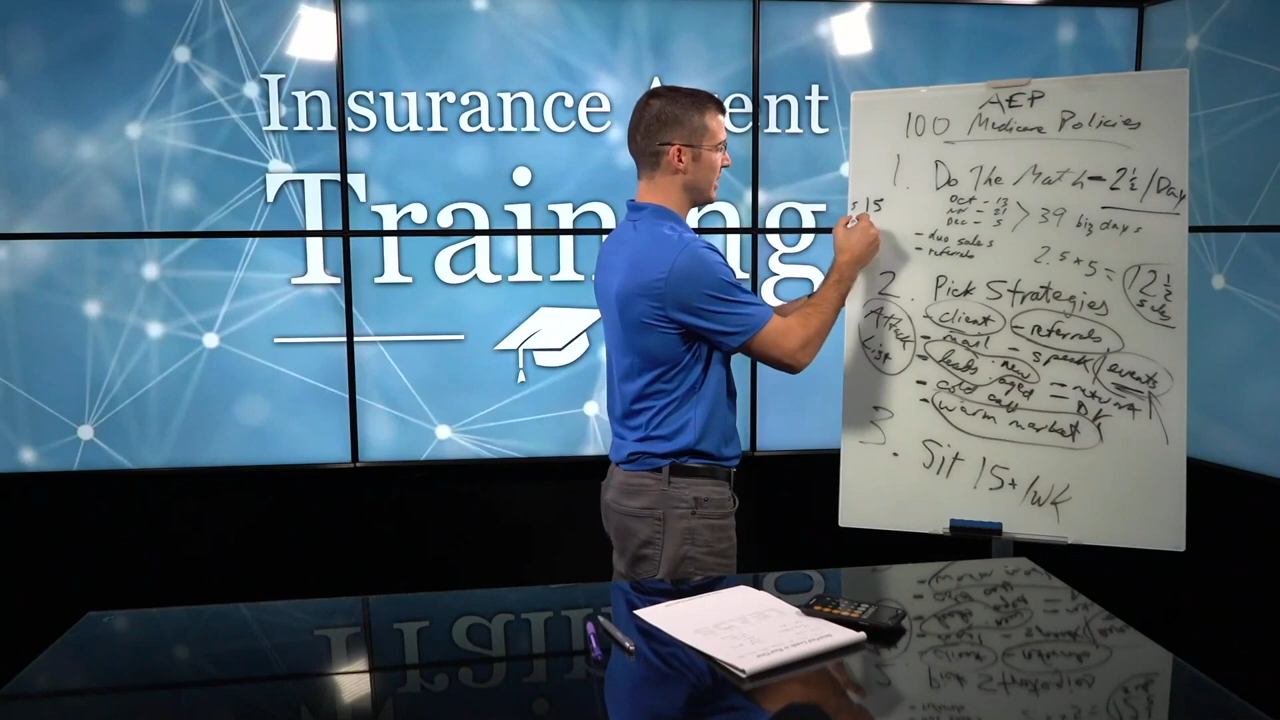 Insurance Agent
Training
AEP
100 Medicare Policies
1. Do The Math - 2½/Day
Oct - 13
Nov - 21
Dec - 5
> 39 biz days
s 15
- duo sales
- referrals
2.5 x 5 = 12½ sales
2. Pick Strategies
Attack List
- client
- referrals
- mail
- speak/events
- leads new aged
- cold call
- warm market
3. Sit 15+/wk